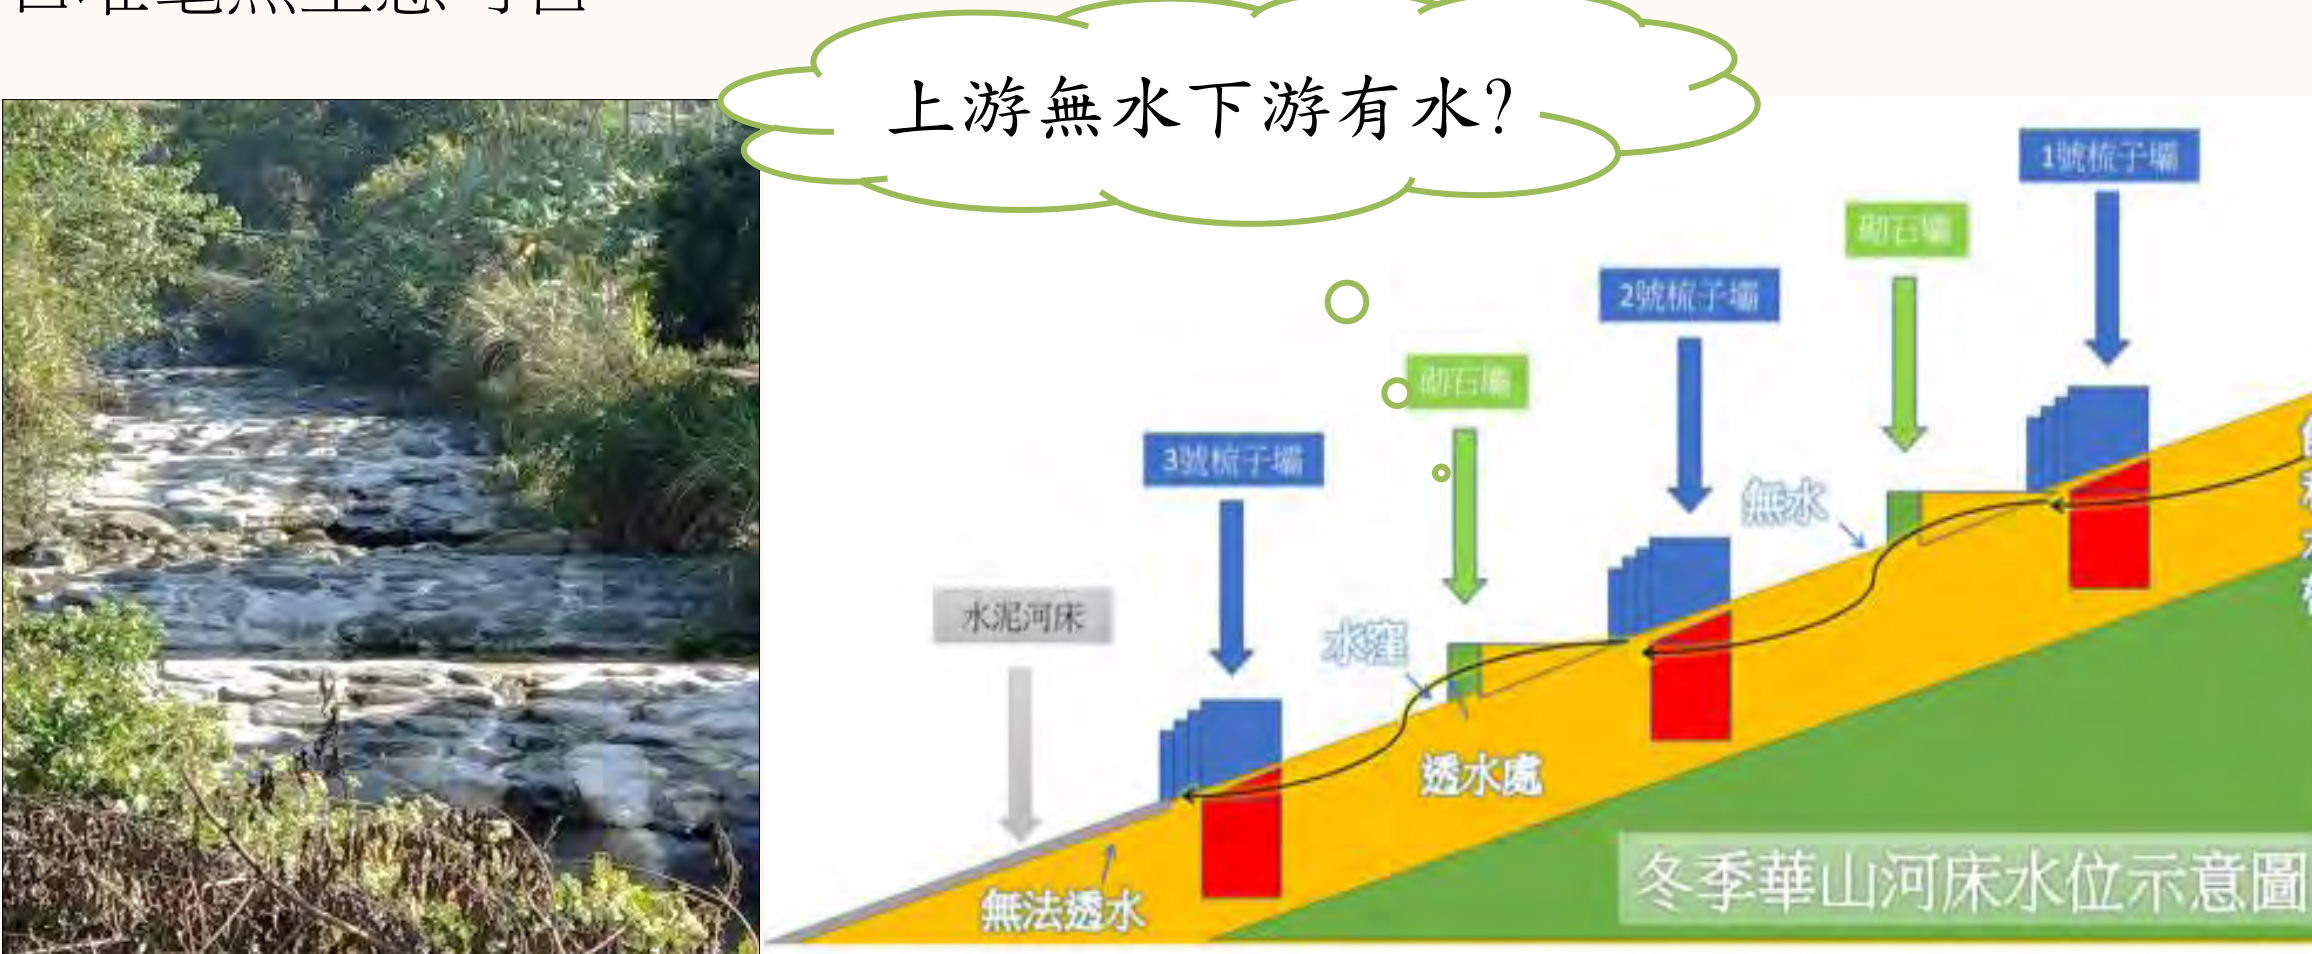 上游無水下游有水?
1號梳子壩
砌石壩
2號梳子壩
砌石壩
3號梳子壩
無水
水泥河床
水窪
透水處
無法透水
冬季華山河床水位示意圖